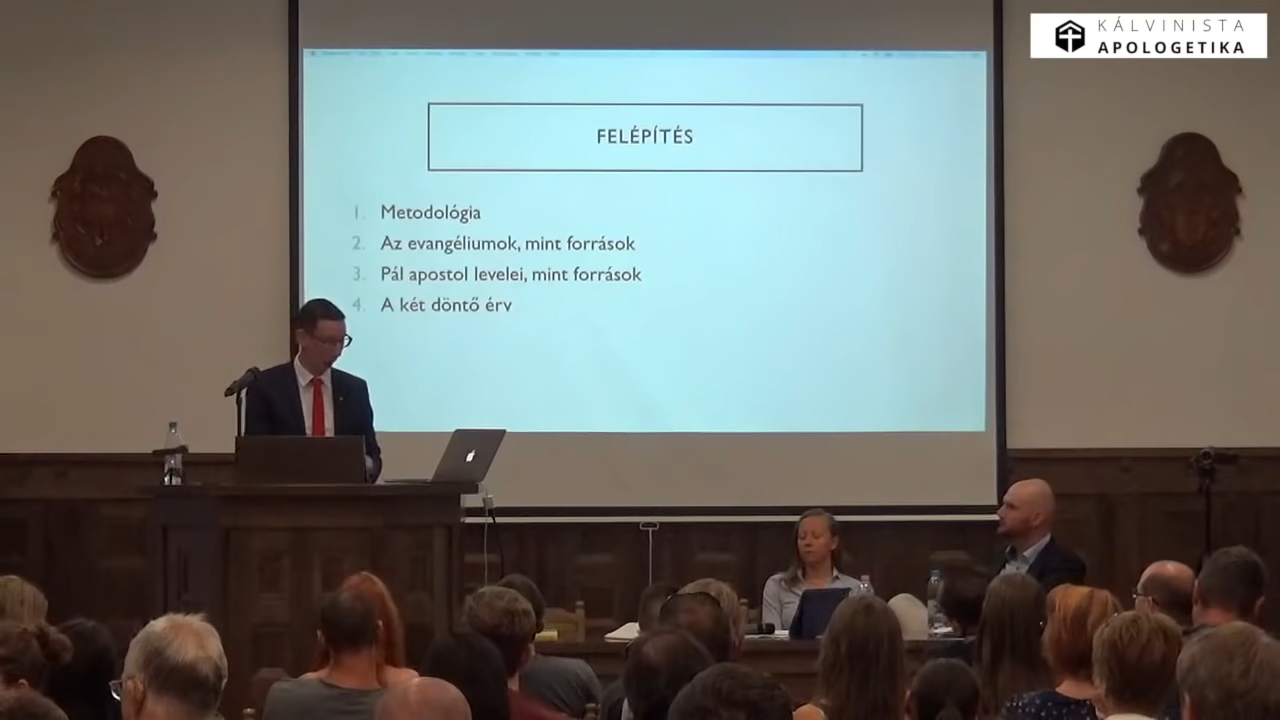 KÁLVINISTA
APOLOGETIKA
FELÉPÍTÉS
1. Metodológia
2. Az evangéliumok, mint források
3. Pál apostol levelei, mint források
4. A két döntő érv